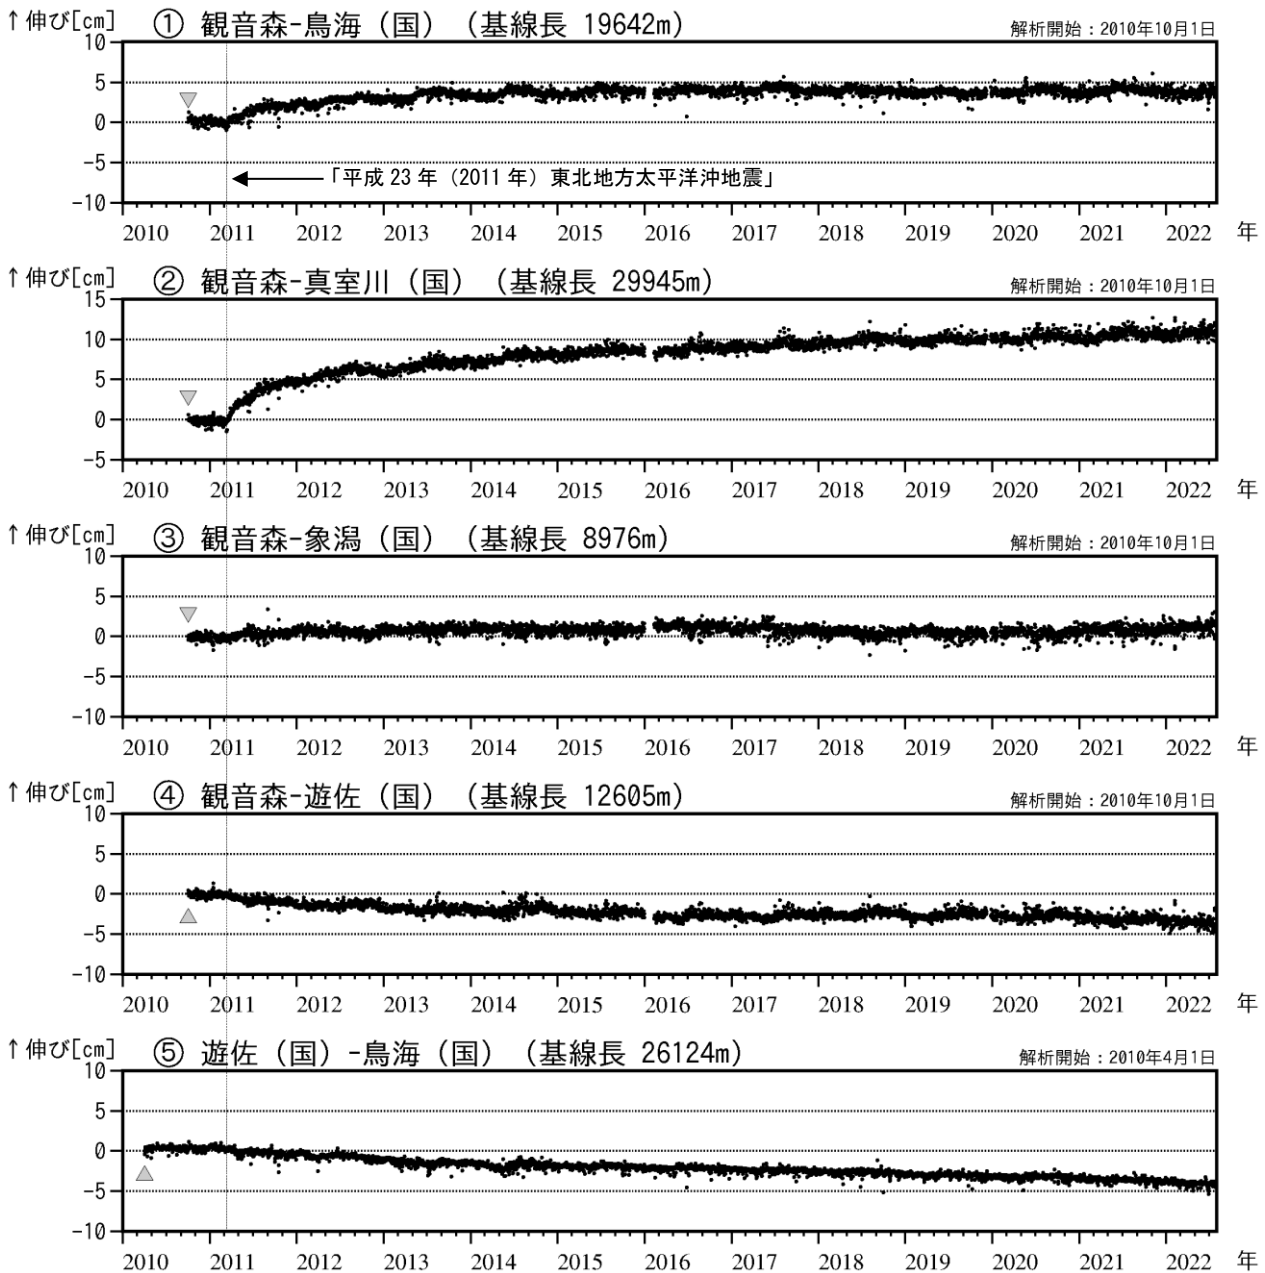 ↑伸び[cm] ① 観音森-鳥海（国）（基線長 19642m） 解析開始：2010年10月1日
10
5
0
-5
-10
「平成 23 年（2011 年）東北地方太平洋沖地震」
2010 2011 2012 2013 2014 2015 2016 2017 2018 2019 2020 2021 2022 年
↑伸び[cm] ② 観音森-真室川（国）（基線長 29945m） 解析開始：2010年10月1日
15
10
5
0
-5
2010 2011 2012 2013 2014 2015 2016 2017 2018 2019 2020 2021 2022 年
↑伸び[cm] ③ 観音森-象潟（国）（基線長 8976m） 解析開始：2010年10月1日
10
5
0
-5
-10
2010 2011 2012 2013 2014 2015 2016 2017 2018 2019 2020 2021 2022 年
↑伸び[cm] ④ 観音森-遊佐（国）（基線長 12605m） 解析開始：2010年10月1日
10
5
0
-5
-10
2010 2011 2012 2013 2014 2015 2016 2017 2018 2019 2020 2021 2022 年
↑伸び[cm] ⑤ 遊佐（国）-鳥海（国）（基線長 26124m） 解析開始：2010年4月1日
10
5
0
-5
-10
2010 2011 2012 2013 2014 2015 2016 2017 2018 2019 2020 2021 2022 年